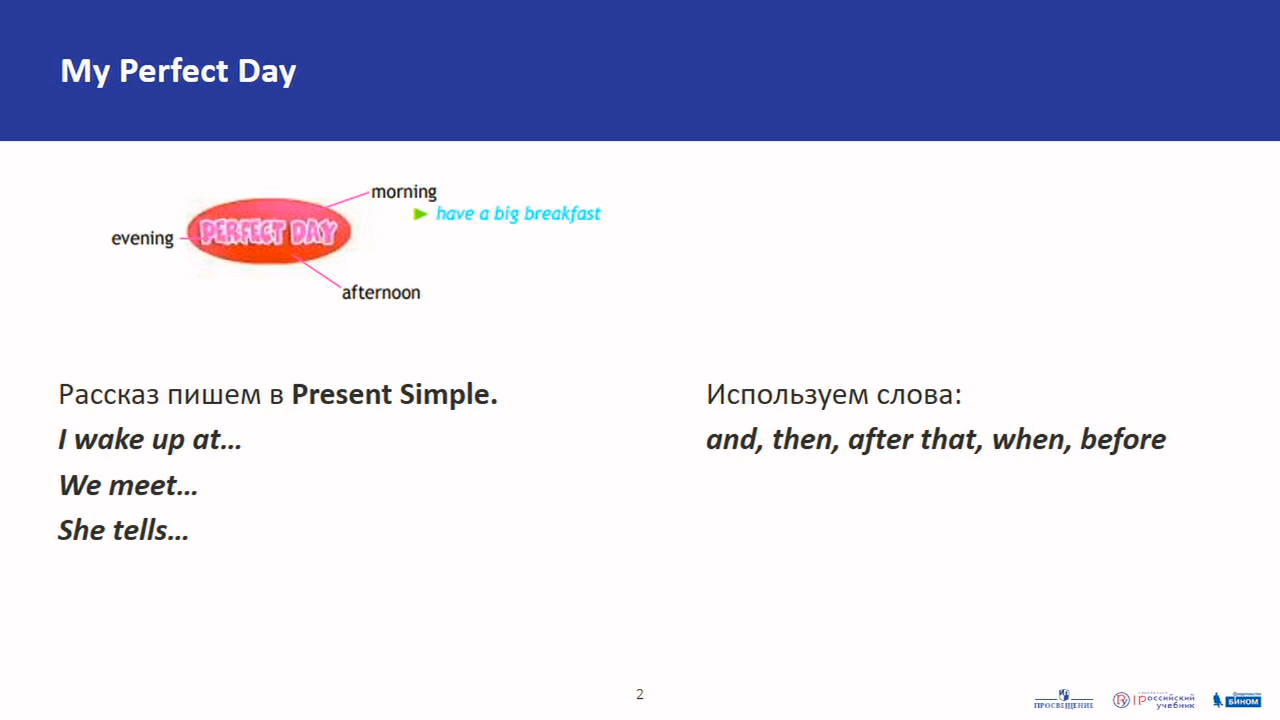 My Perfect Day
morning
have a big breakfast
PERFECT DAY
evening
afternoon
Рассказ пишем в Present Simple.
I wake up at…
We meet…
She tells…
Используем слова:
and, then, after that, when, before
2
ПРОСВЕЩЕНИЕ
российский
учебник
БИНОМ